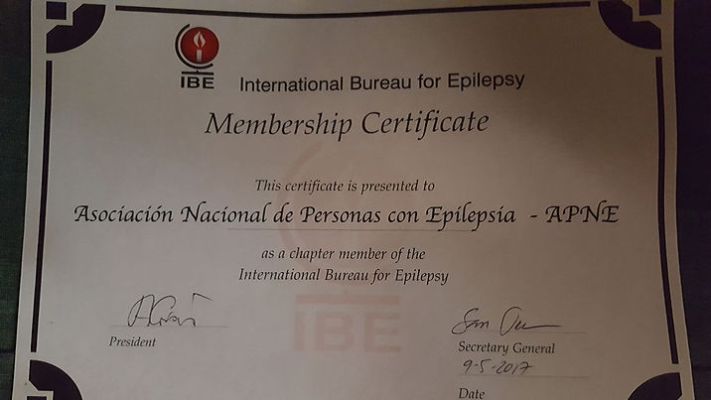 IBE
International Bureau for Epilepsy
Membership Certificate
This certificate is presented to
Asociación Nacional de Personas con Epilepsia - APNE
as a chapter member of the
International Bureau for Epilepsy
IBE
President
Secretary General
9-5-2017
Date